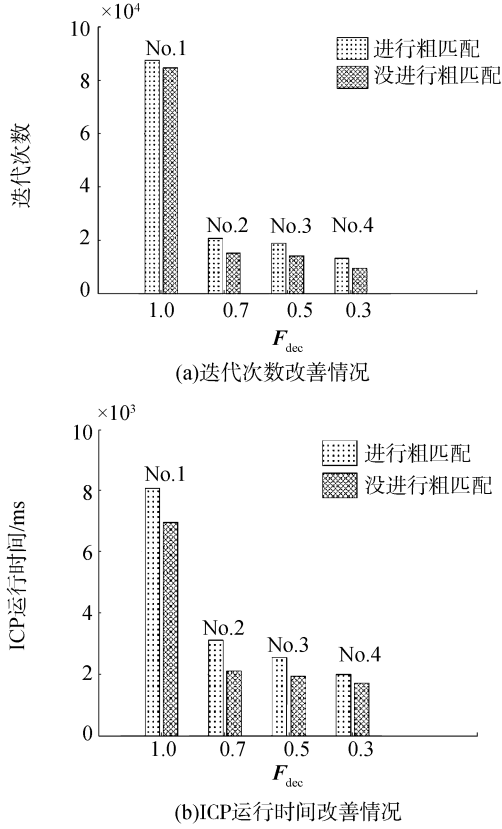 ×10⁴
10
8
6
4
2
0
迭代次数
No.1
No.2
No.3
No.4
进行粗匹配
没进行粗匹配
1.0 0.7 0.5 0.3
F_dec
(a)迭代次数改善情况
×10³
10
8
6
4
2
0
ICP运行时间/ms
No.1
No.2
No.3
No.4
进行粗匹配
没进行粗匹配
1.0 0.7 0.5 0.3
F_dec
(b)ICP运行时间改善情况